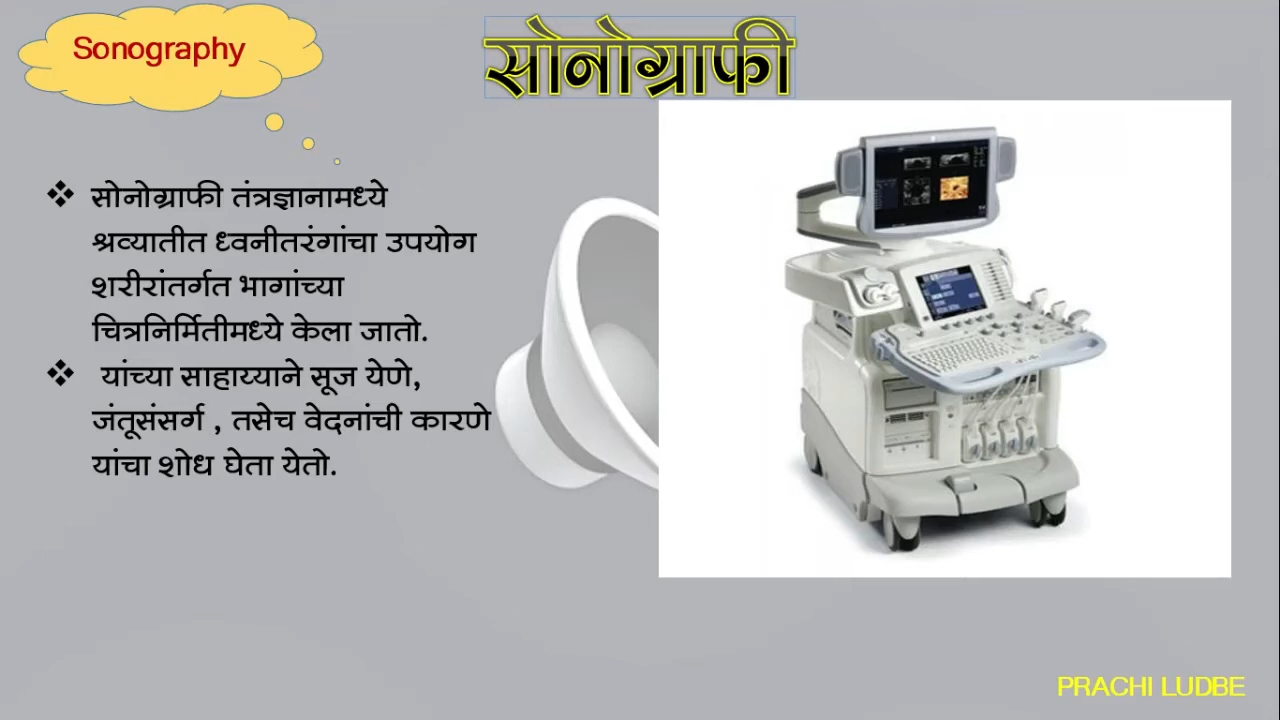 Sonography
सोनोग्राफी
❖ सोनोग्राफी तंत्रज्ञानामध्ये
श्रव्यातीत ध्वनीतरंगांचा उपयोग
शरीरांतर्गत भागांच्या
चित्रनिर्मितीमध्ये केला जातो.
❖ यांच्या साहाय्याने सूज येणे,
जंतूसंसर्ग , तसेच वेदनांची कारणे
यांचा शोध घेता येतो.
PRACHI LUDBE